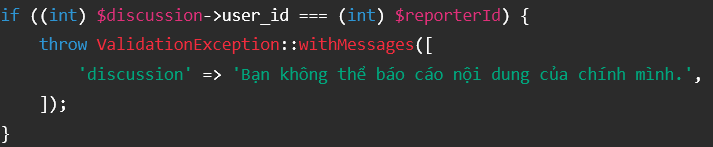 if ((int) $discussion->user_id === (int) $reporterId) {
    throw ValidationException::withMessages([
        'discussion' => 'Bạn không thể báo cáo nội dung của chính mình.',
    ]);
}